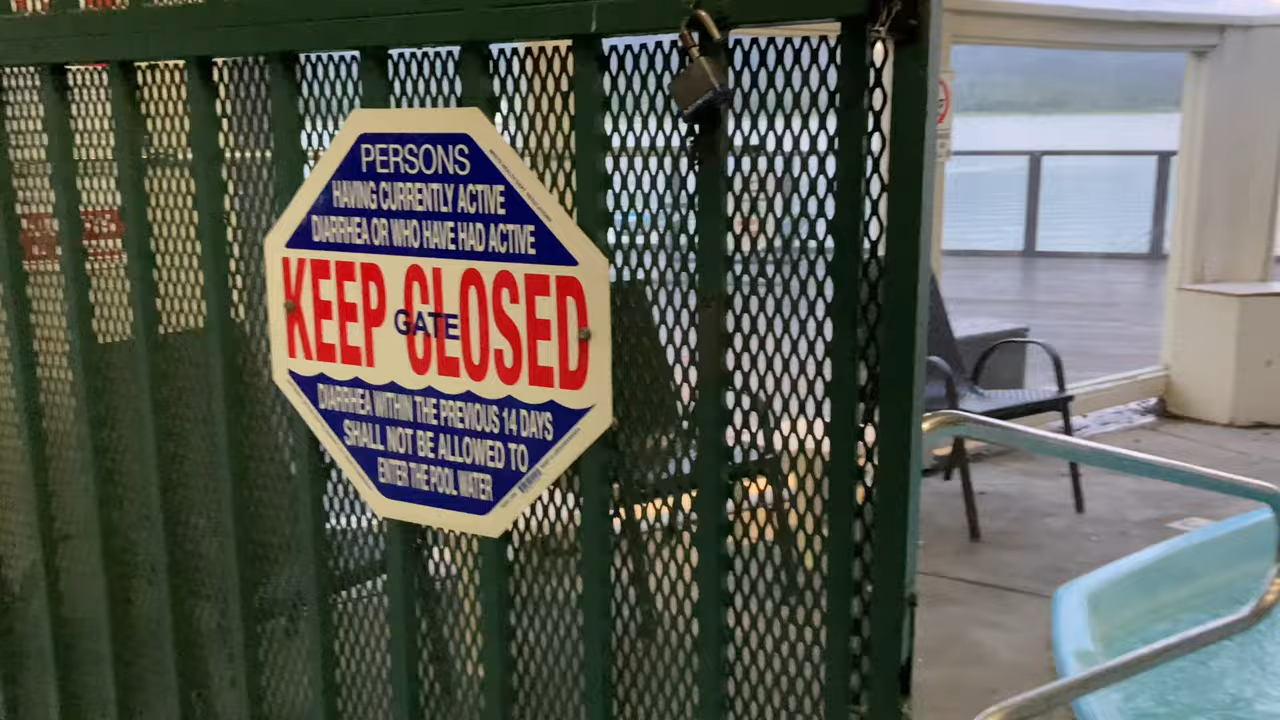 PERSONS
HAVING CURRENTLY ACTIVE
DIARRHEA OR WHO HAVE HAD ACTIVE
KEEP CLOSED
GATE
DIARRHEA WITHIN THE PREVIOUS 14 DAYS
SHALL NOT BE ALLOWED TO
ENTER THE POOL WATER